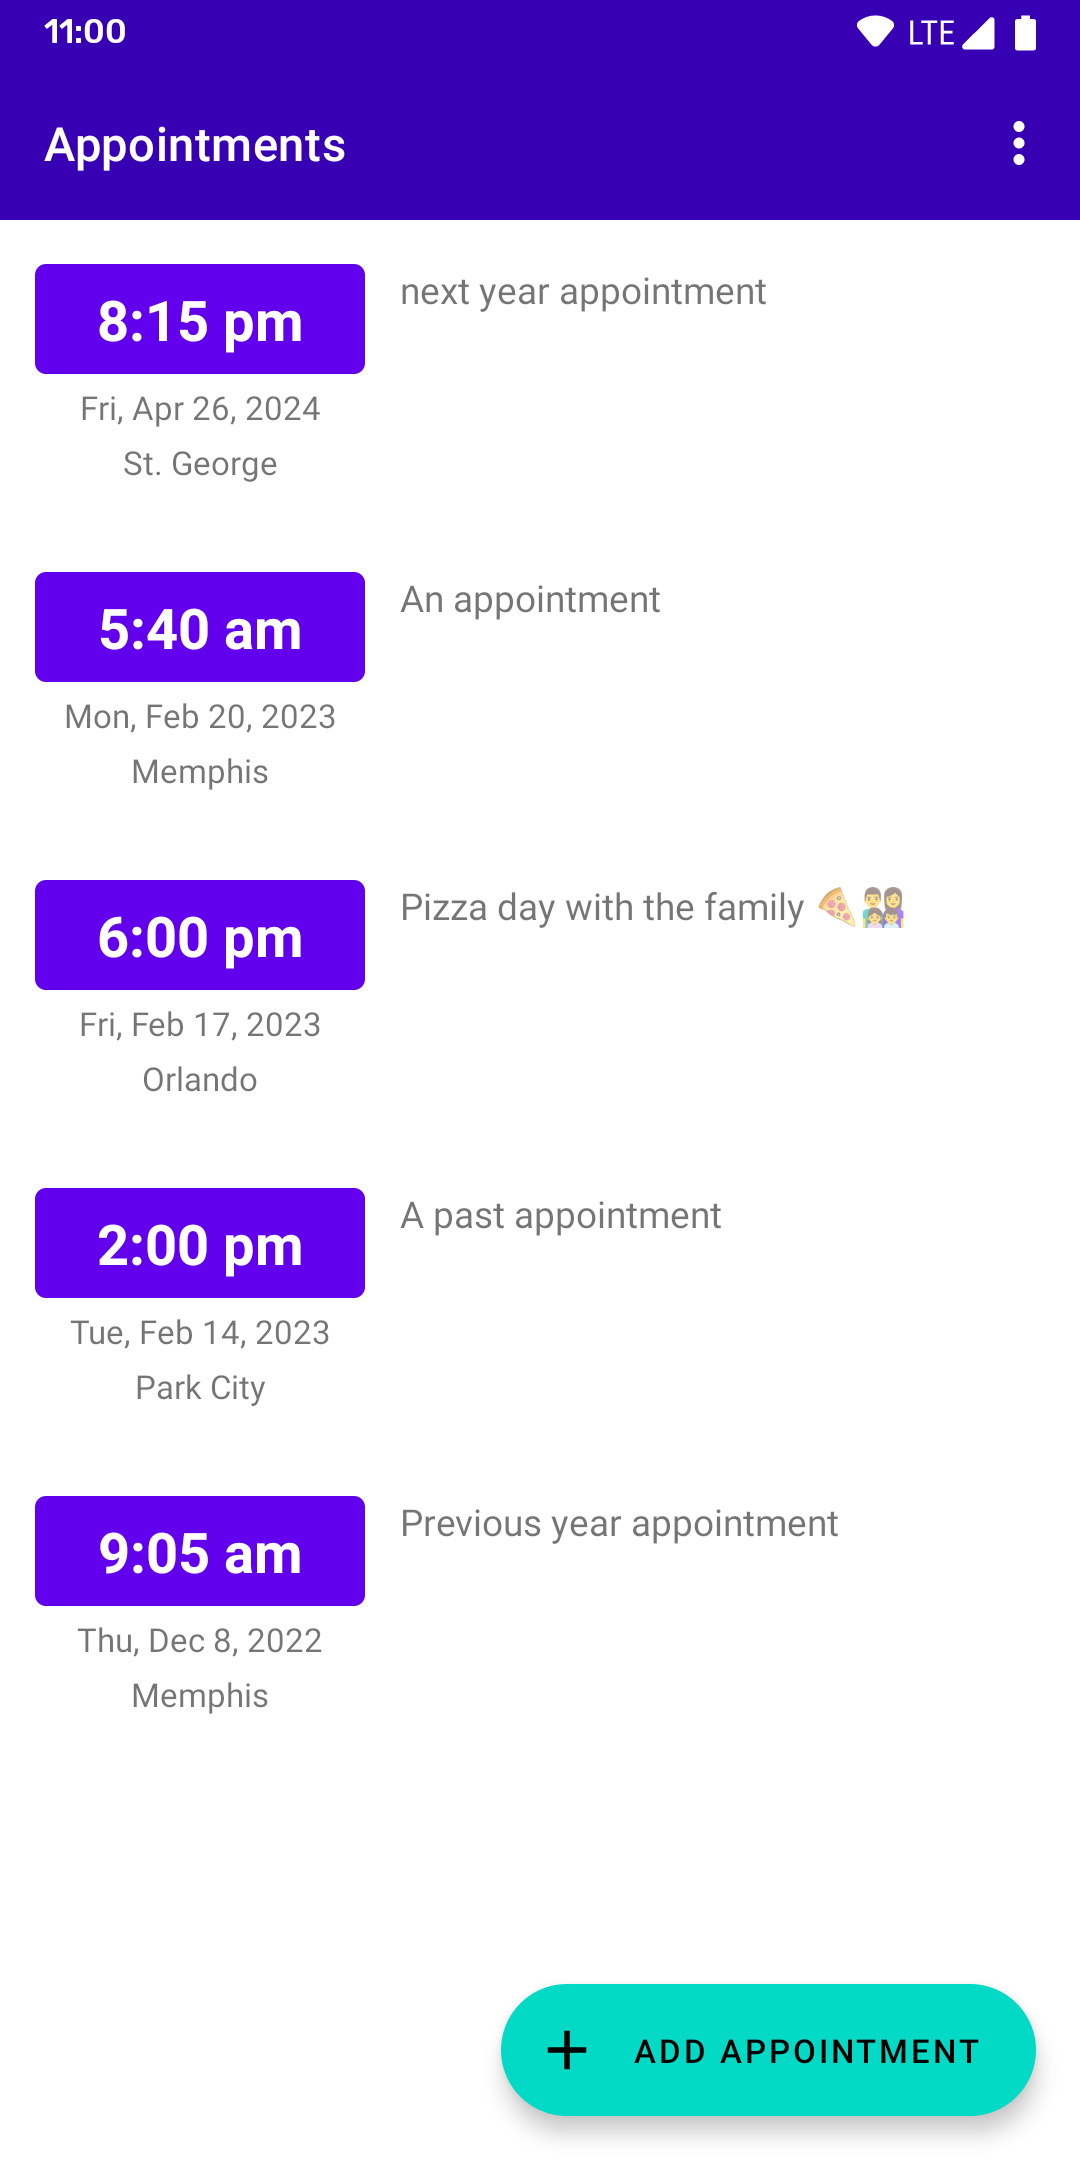 11:00
LTE
Appointments
8:15 pm
next year appointment
Fri, Apr 26, 2024
St. George
5:40 am
An appointment
Mon, Feb 20, 2023
Memphis
6:00 pm
Pizza day with the family 🍕👨‍👩‍👧‍👦
Fri, Feb 17, 2023
Orlando
2:00 pm
A past appointment
Tue, Feb 14, 2023
Park City
9:05 am
Previous year appointment
Thu, Dec 8, 2022
Memphis
ADD APPOINTMENT